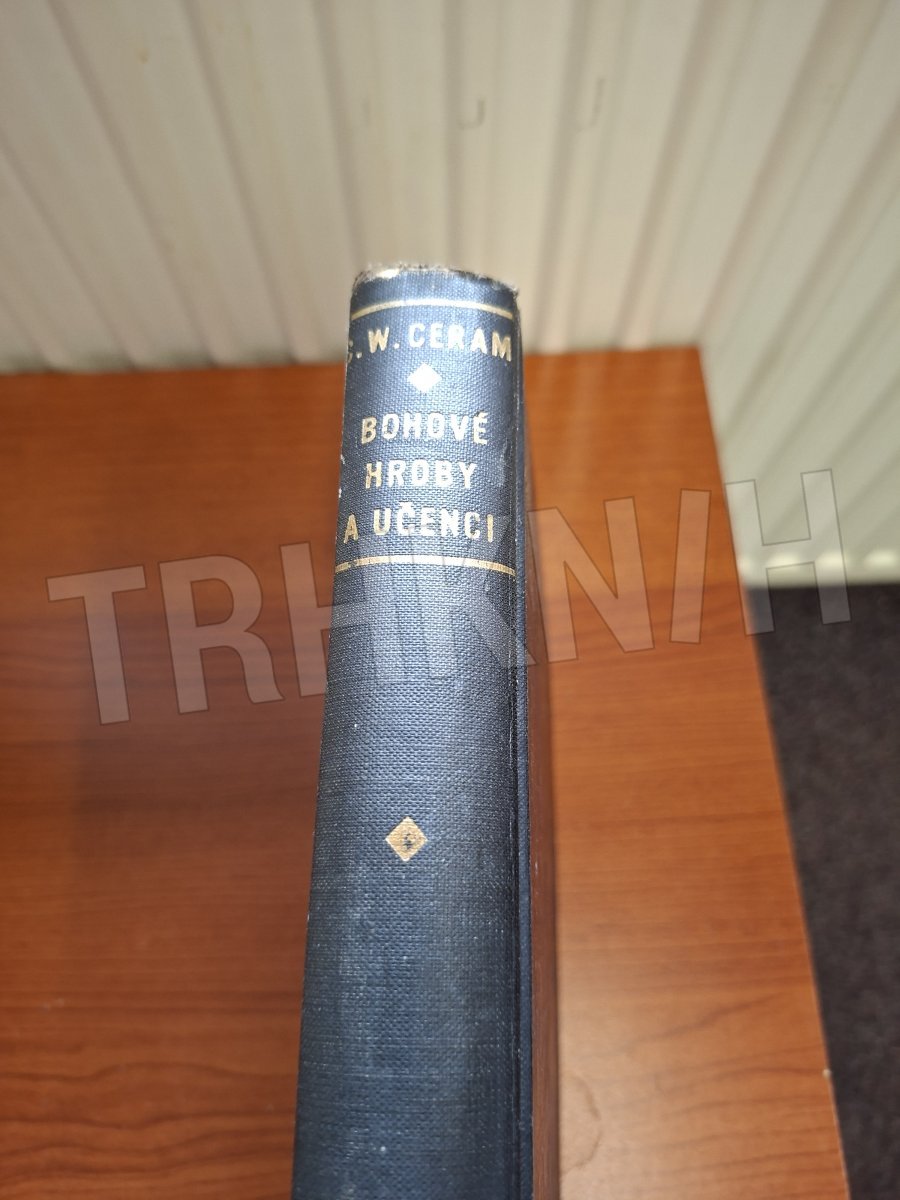 C. W. CERAM
BOHOVÉ
HROBY
A UČENCI
TRHKNIH